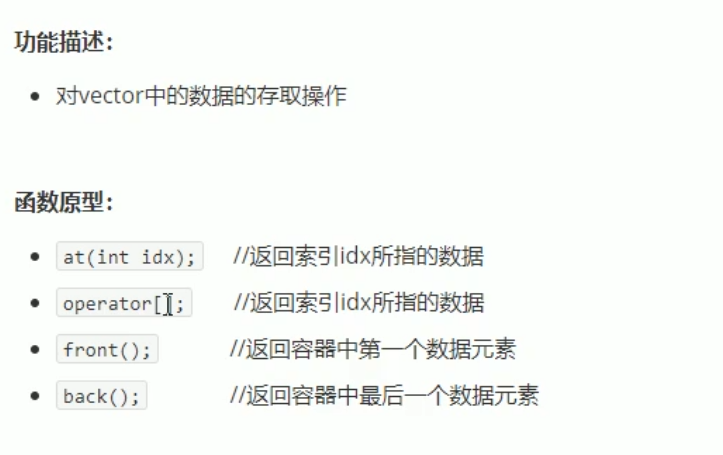 功能描述：
对vector中的数据的存取操作
函数原型：
at(int idx); //返回索引idx所指的数据
operator[]; //返回索引idx所指的数据
front(); //返回容器中第一个数据元素
back(); //返回容器中最后一个数据元素